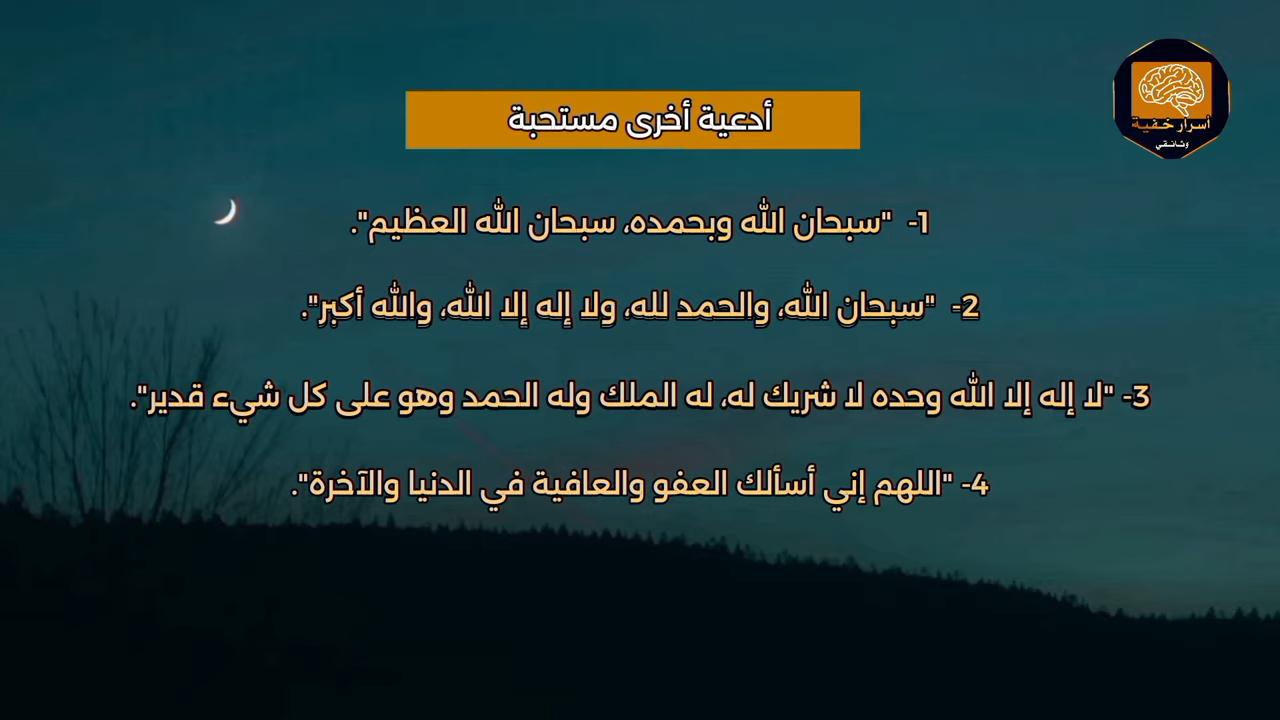 أسرار خفية
وثائقي
أدعية أخرى مستحبة
1- "سبحان الله وبحمده، سبحان الله العظيم".
2- "سبحان الله، والحمد لله، ولا إله إلا الله، والله أكبر".
3- "لا إله إلا الله وحده لا شريك له، له الملك وله الحمد وهو على كل شيء قدير".
4- "اللهم إني أسألك العفو والعافية في الدنيا والآخرة".